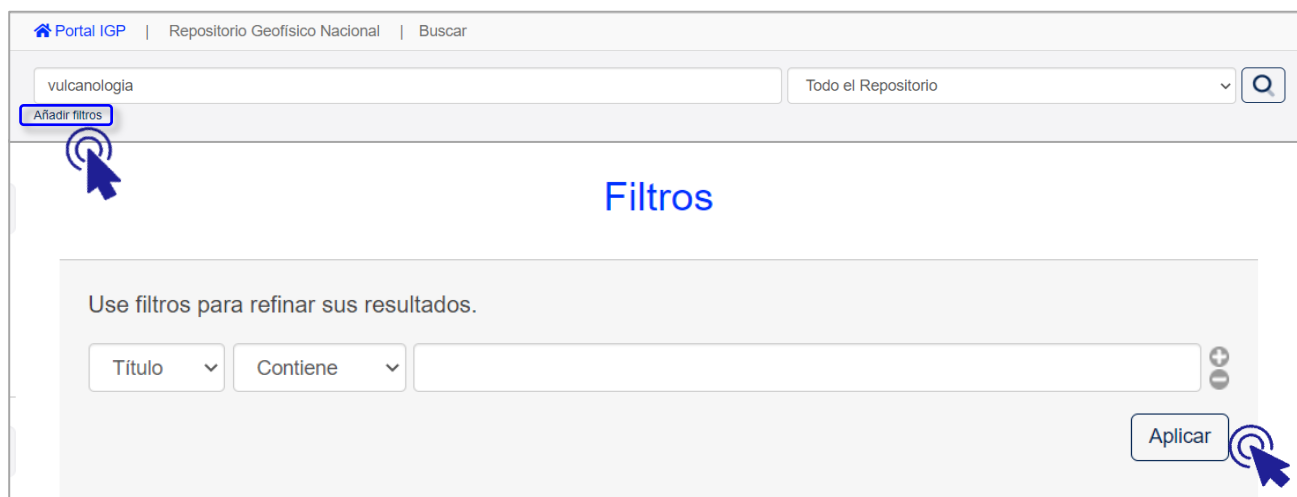 Portal IGP | Repositorio Geofísico Nacional | Buscar
vulcanologia Todo el Repositorio
Añadir filtros
Filtros
Use filtros para refinar sus resultados.
Título Contiene
Aplicar